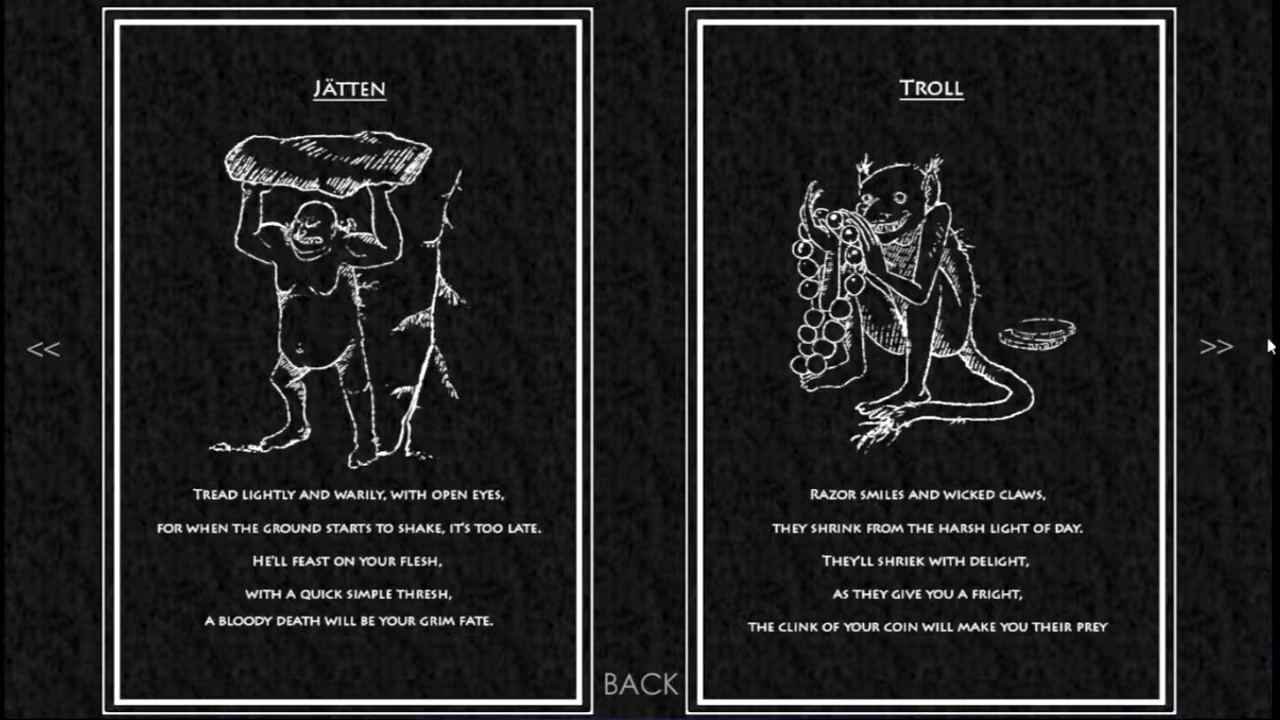 JÄTTEN
TREAD LIGHTLY AND WARILY, WITH OPEN EYES,
FOR WHEN THE GROUND STARTS TO SHAKE, IT'S TOO LATE.
HE'LL FEAST ON YOUR FLESH,
WITH A QUICK SIMPLE THRESH,
A BLOODY DEATH WILL BE YOUR GRIM FATE.
TROLL
RAZOR SMILES AND WICKED CLAWS,
THEY SHRINK FROM THE HARSH LIGHT OF DAY.
THEY'LL SHRIEK WITH DELIGHT,
AS THEY GIVE YOU A FRIGHT,
THE CLINK OF YOUR COIN WILL MAKE YOU THEIR PREY
<<
>>
BACK